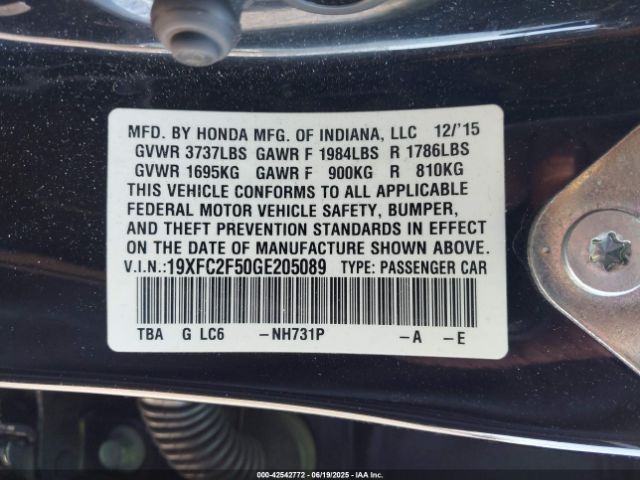 MFD. BY HONDA MFG. OF INDIANA, LLC 12/'15
GVWR 3737LBS GAWR F 1984LBS R 1786LBS
GVWR 1695KG GAWR F 900KG R 810KG
THIS VEHICLE CONFORMS TO ALL APPLICABLE
FEDERAL MOTOR VEHICLE SAFETY, BUMPER,
AND THEFT PREVENTION STANDARDS IN EFFECT
ON THE DATE OF MANUFACTURE SHOWN ABOVE.
V.I.N.:19XFC2F50GE205089 TYPE: PASSENGER CAR
TBA G LC6 –NH731P –A –E
000-42542772 - 06/19/2025 - IAA Inc.